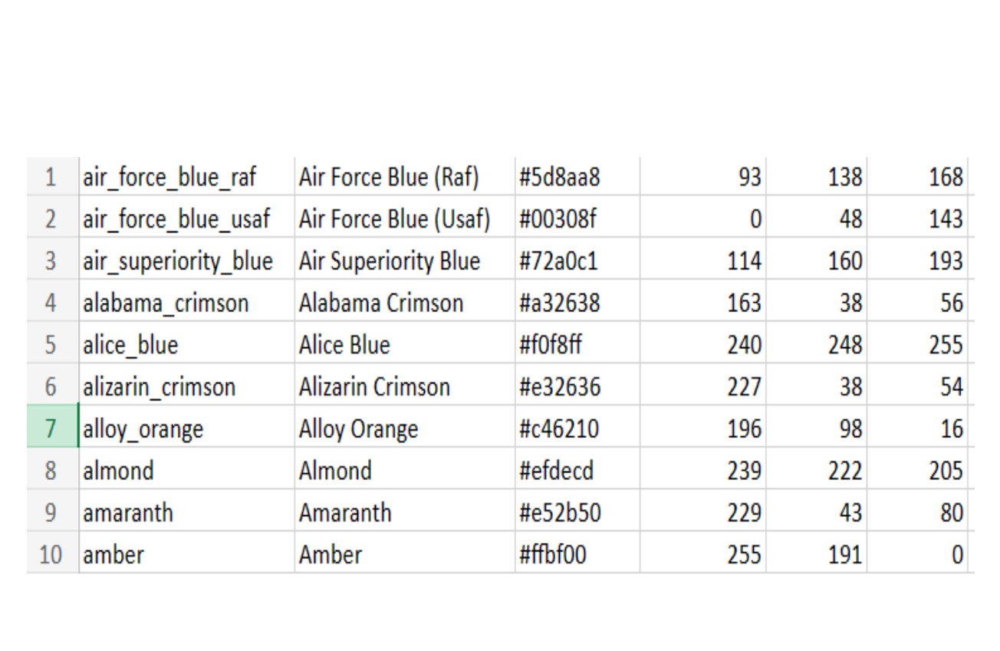 1 air_force_blue_raf Air Force Blue (Raf) #5d8aa8 93 138 168
2 air_force_blue_usaf Air Force Blue (Usaf) #00308f 0 48 143
3 air_superiority_blue Air Superiority Blue #72a0c1 114 160 193
4 alabama_crimson Alabama Crimson #a32638 163 38 56
5 alice_blue Alice Blue #f0f8ff 240 248 255
6 alizarin_crimson Alizarin Crimson #e32636 227 38 54
7 alloy_orange Alloy Orange #c46210 196 98 16
8 almond Almond #efdecd 239 222 205
9 amaranth Amaranth #e52b50 229 43 80
10 amber Amber #ffbf00 255 191 0